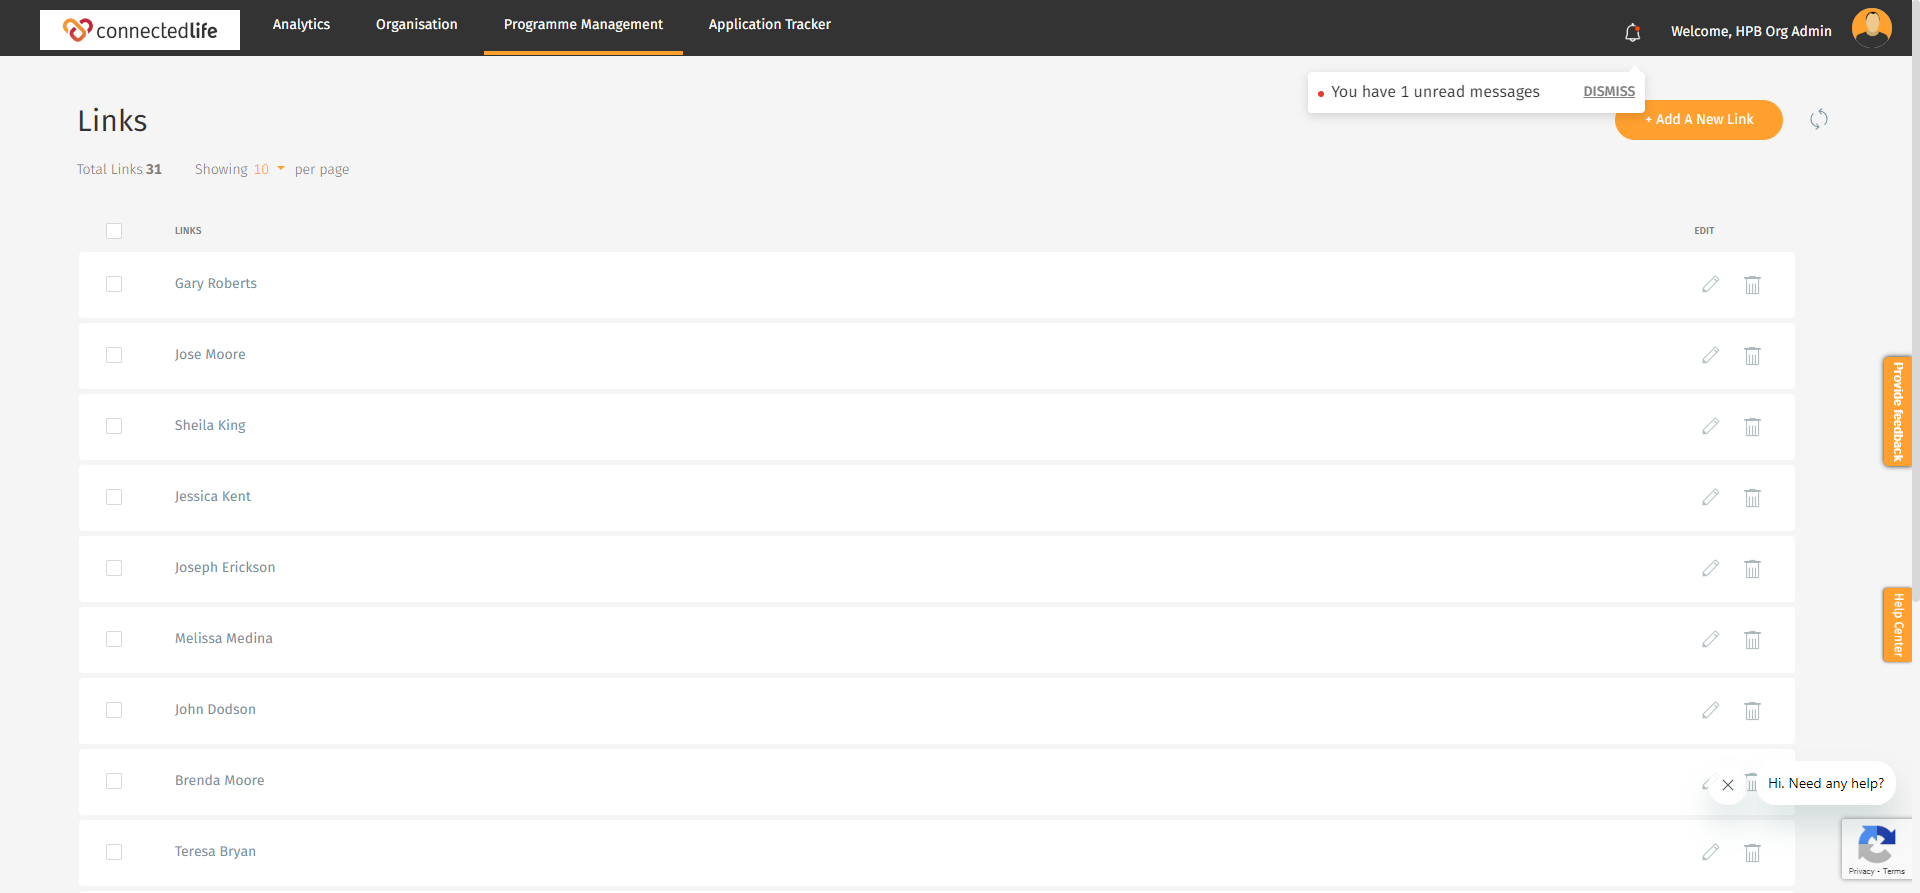 connectedlife
Analytics
Organisation
Programme Management
Application Tracker
Welcome, HPB Org Admin
You have 1 unread messages
DISMISS
Links
+ Add A New Link
Total Links 31
Showing 10 per page
LINKS
EDIT
Gary Roberts
Jose Moore
Sheila King
Provide feedback
Jessica Kent
Joseph Erickson
Help Center
Melissa Medina
John Dodson
Brenda Moore
Hi. Need any help?
Teresa Bryan
Privacy - Terms